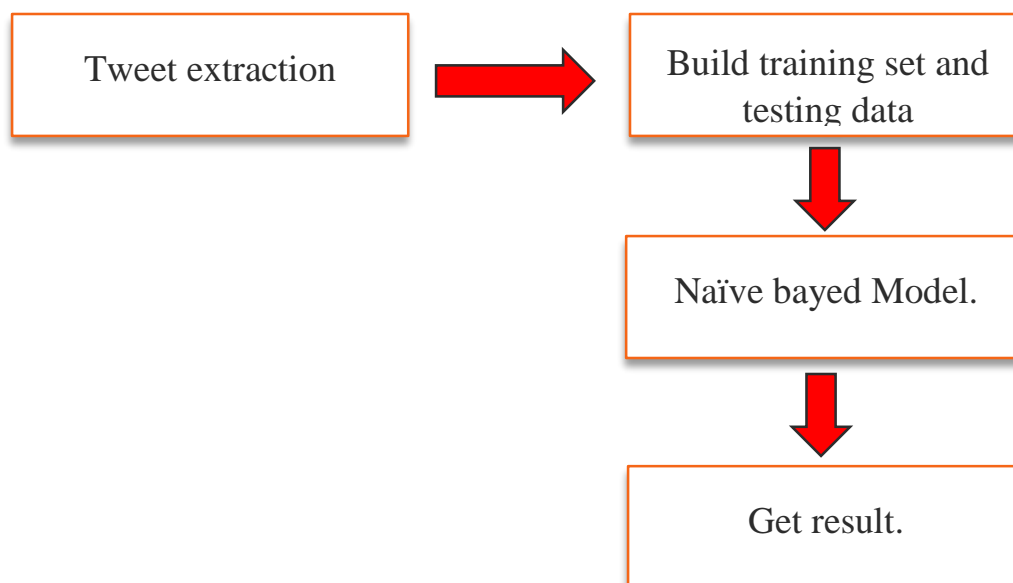 Tweet extraction
Build training set and
testing data
Naïve bayed Model.
Get result.